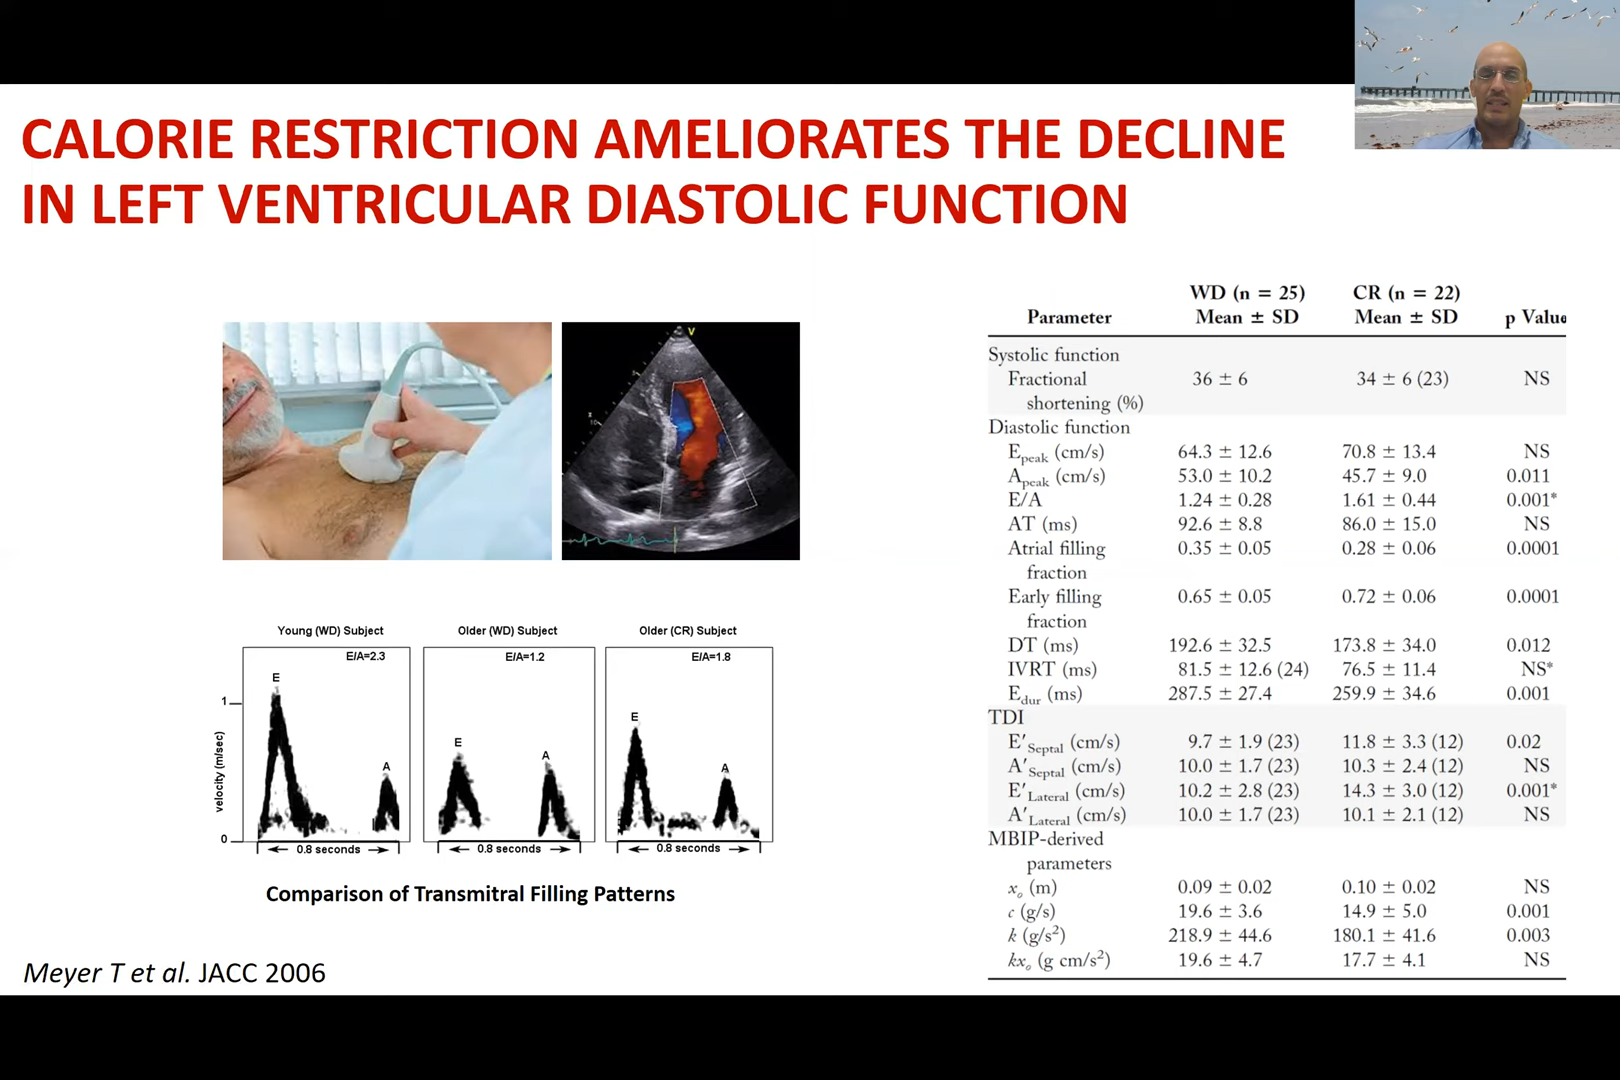 CALORIE RESTRICTION AMELIORATES THE DECLINE
IN LEFT VENTRICULAR DIASTOLIC FUNCTION
V
Young (WD) Subject
Older (WD) Subject
Older (CR) Subject
E/A=2.3
E/A=1.2
E/A=1.8
E
A
E
A
E
A
1
0
velocity (m/sec)
0.8 seconds
0.8 seconds
0.8 seconds
Comparison of Transmitral Filling Patterns
Meyer T et al. JACC 2006
WD (n = 25) CR (n = 22)
Parameter Mean ± SD Mean ± SD p Value
Systolic function
Fractional 36 ± 6 34 ± 6 (23) NS
shortening (%)
Diastolic function
Epeak (cm/s) 64.3 ± 12.6 70.8 ± 13.4 NS
Apeak (cm/s) 53.0 ± 10.2 45.7 ± 9.0 0.011
E/A 1.24 ± 0.28 1.61 ± 0.44 0.001*
AT (ms) 92.6 ± 8.8 86.0 ± 15.0 NS
Atrial filling 0.35 ± 0.05 0.28 ± 0.06 0.0001
fraction
Early filling 0.65 ± 0.05 0.72 ± 0.06 0.0001
fraction
DT (ms) 192.6 ± 32.5 173.8 ± 34.0 0.012
IVRT (ms) 81.5 ± 12.6 (24) 76.5 ± 11.4 NS*
Edur (ms) 287.5 ± 27.4 259.9 ± 34.6 0.001
TDI
E′Septal (cm/s) 9.7 ± 1.9 (23) 11.8 ± 3.3 (12) 0.02
A′Septal (cm/s) 10.0 ± 1.7 (23) 10.3 ± 2.4 (12) NS
E′Lateral (cm/s) 10.2 ± 2.8 (23) 14.3 ± 3.0 (12) 0.001*
A′Lateral (cm/s) 10.0 ± 1.7 (23) 10.1 ± 2.1 (12) NS
MBIP-derived
parameters
xo (m) 0.09 ± 0.02 0.10 ± 0.02 NS
c (g/s) 19.6 ± 3.6 14.9 ± 5.0 0.001
k (g/s²) 218.9 ± 44.6 180.1 ± 41.6 0.003
kxo (g cm/s²) 19.6 ± 4.7 17.7 ± 4.1 NS